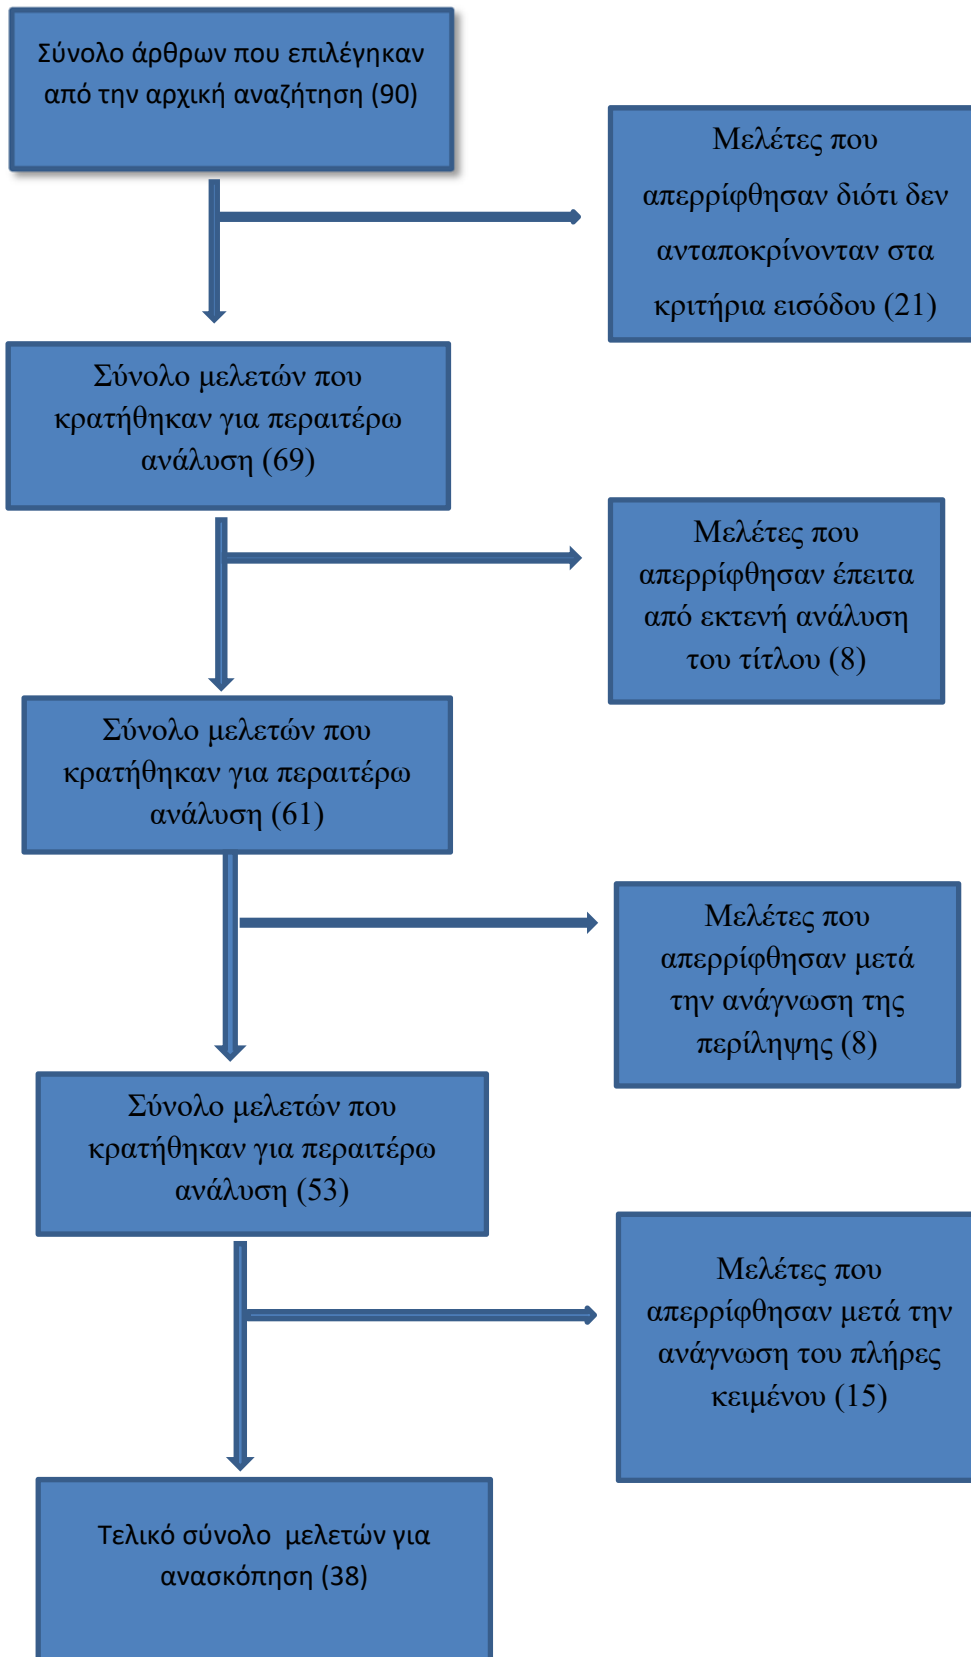 Σύνολο άρθρων που επιλέγηκαν
από την αρχική αναζήτηση (90)
Μελέτες που
απερρίφθησαν διότι δεν
ανταποκρίνονταν στα
κριτήρια εισόδου (21)
Σύνολο μελετών που
κρατήθηκαν για περαιτέρω
ανάλυση (69)
Μελέτες που
απερρίφθησαν έπειτα
από εκτενή ανάλυση
του τίτλου (8)
Σύνολο μελετών που
κρατήθηκαν για περαιτέρω
ανάλυση (61)
Μελέτες που
απερρίφθησαν μετά
την ανάγνωση της
περίληψης (8)
Σύνολο μελετών που
κρατήθηκαν για περαιτέρω
ανάλυση (53)
Μελέτες που
απερρίφθησαν μετά την
ανάγνωση του πλήρες
κειμένου (15)
Τελικό σύνολο  μελετών για
ανασκόπηση (38)